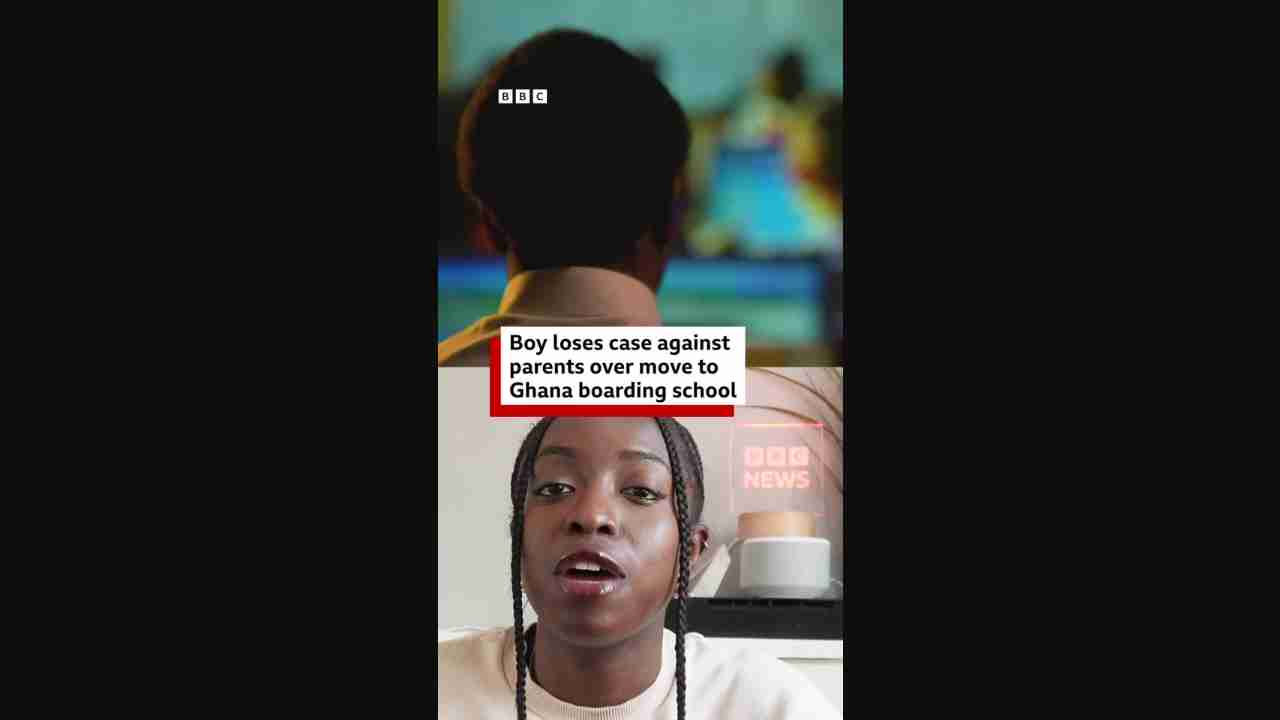 BBC
Boy loses case against
parents over move to
Ghana boarding school
BBC
NEWS